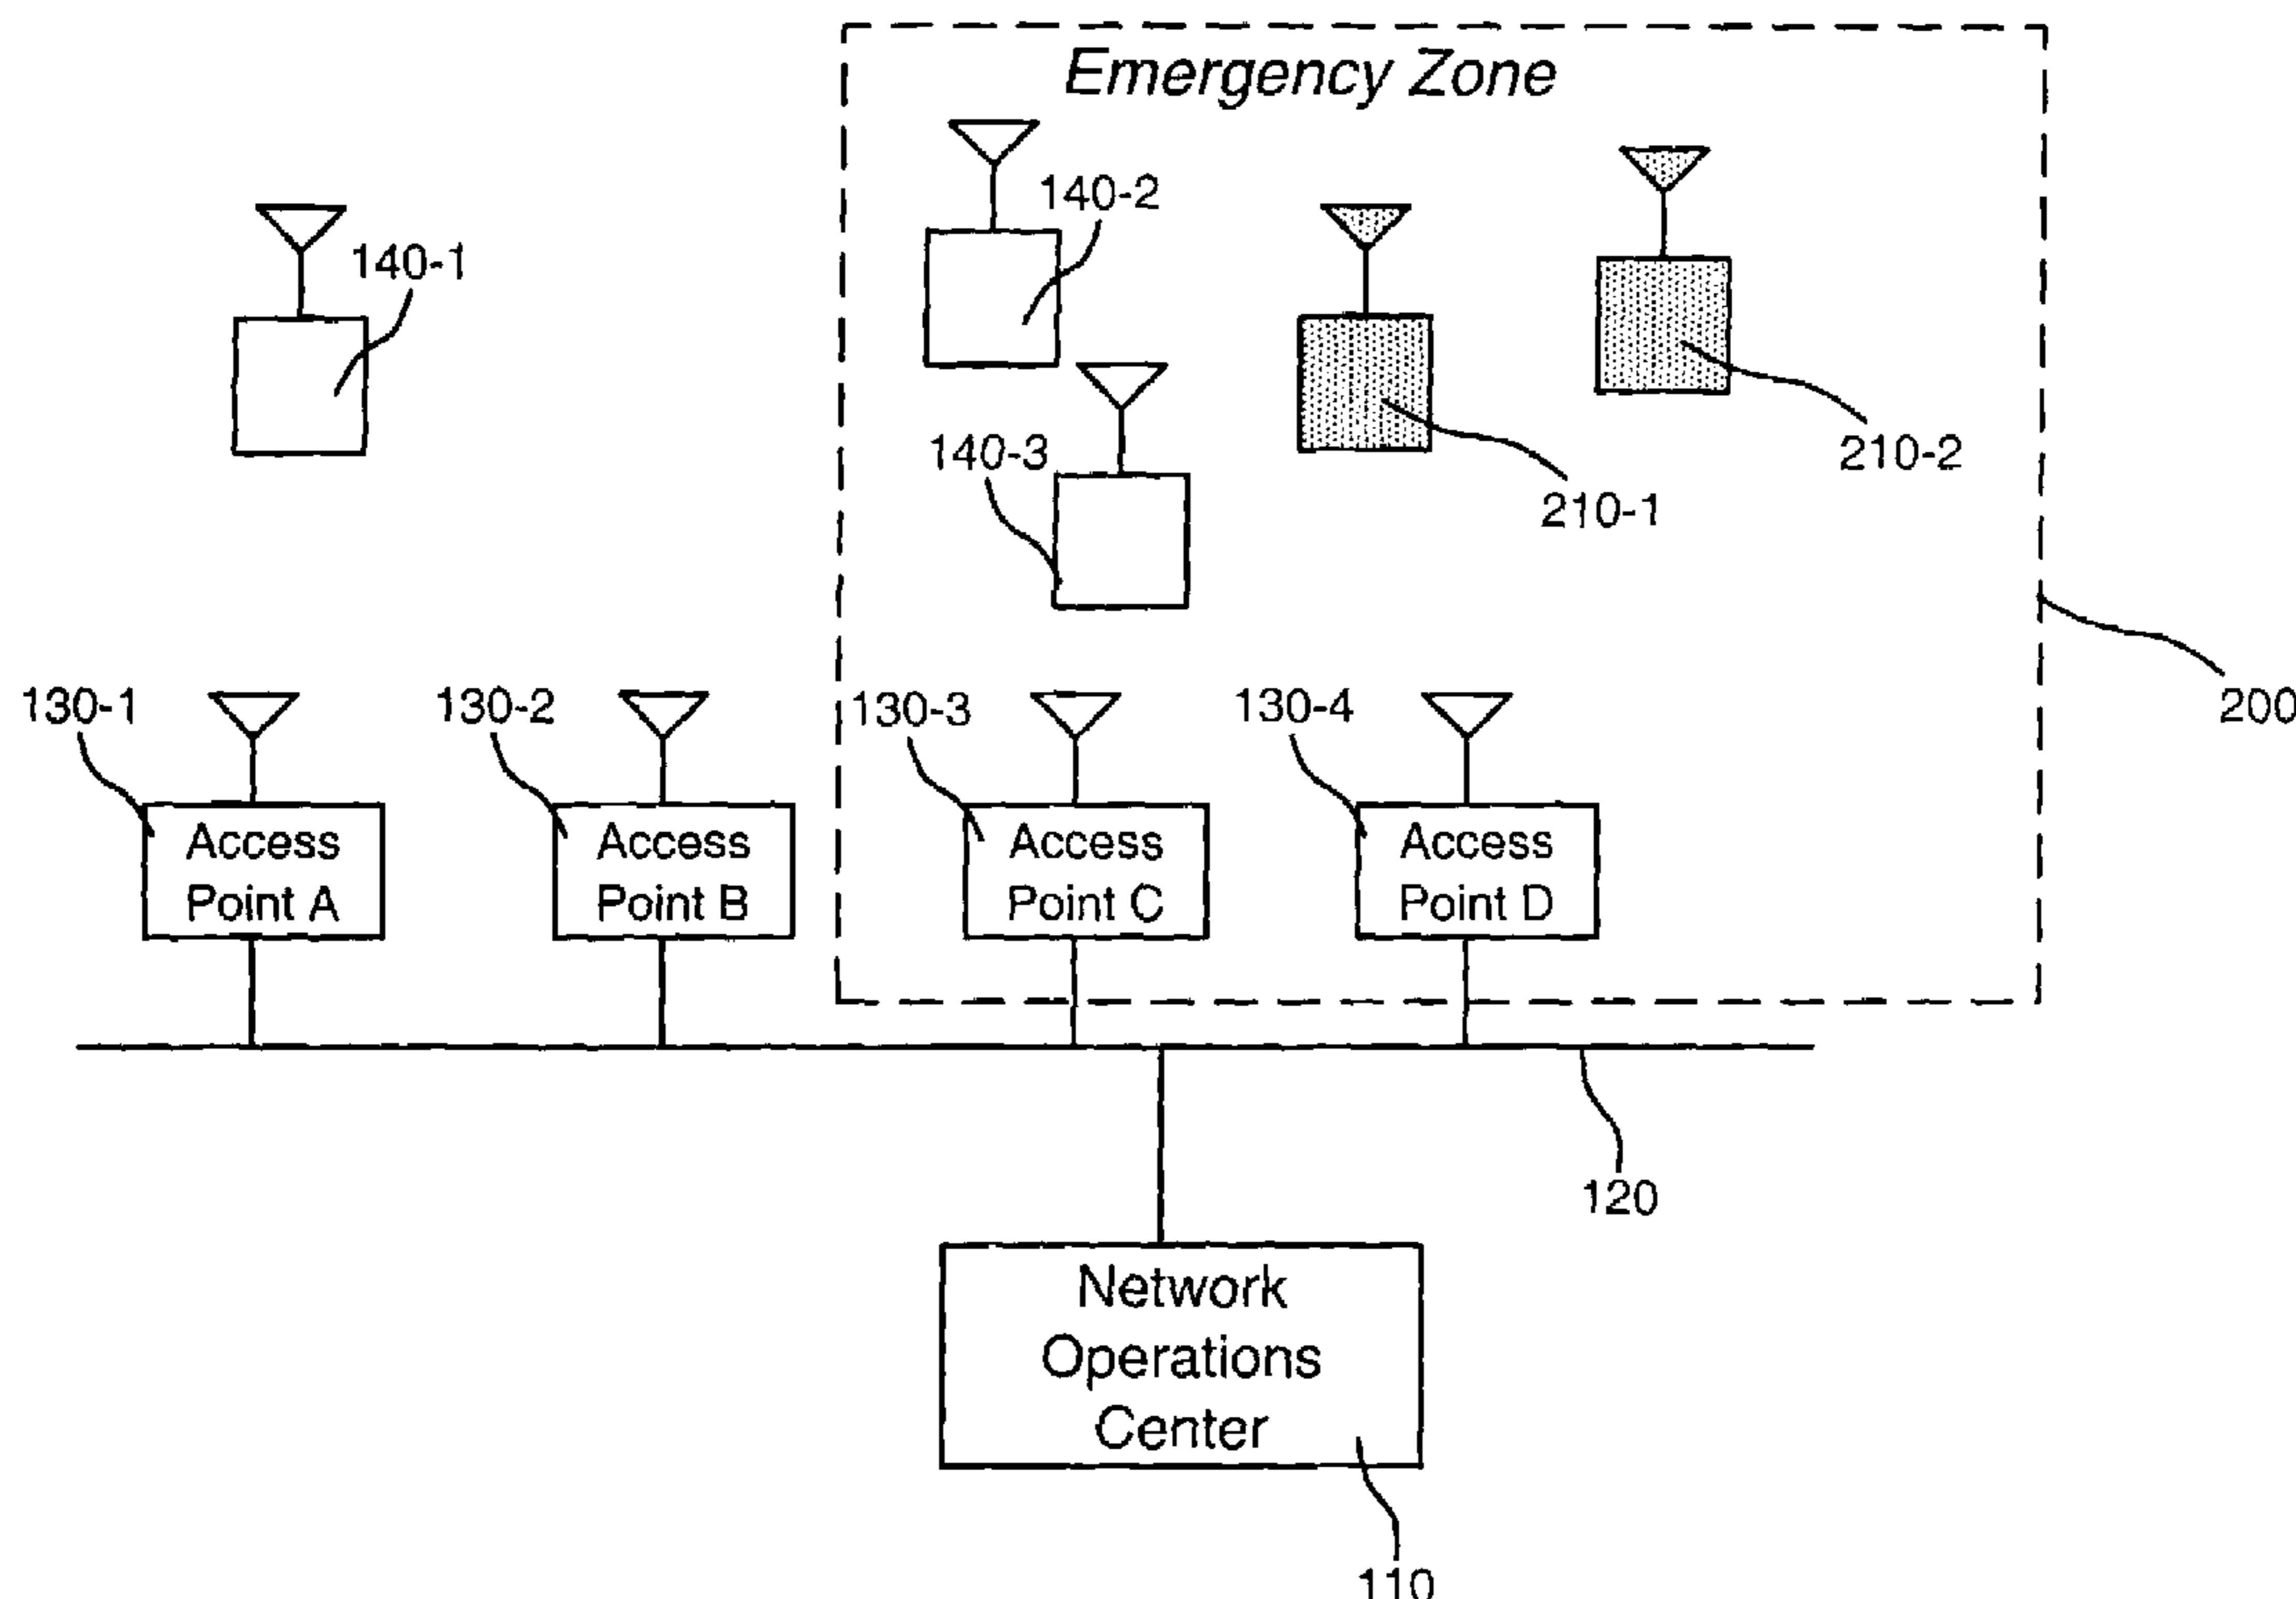 Emergency Zone
140-1
140-2
140-3
210-1
210-2
200
130-1
130-2
130-3
130-4
Access
Point A
Access
Point B
Access
Point C
Access
Point D
120
Network
Operations
Center
110